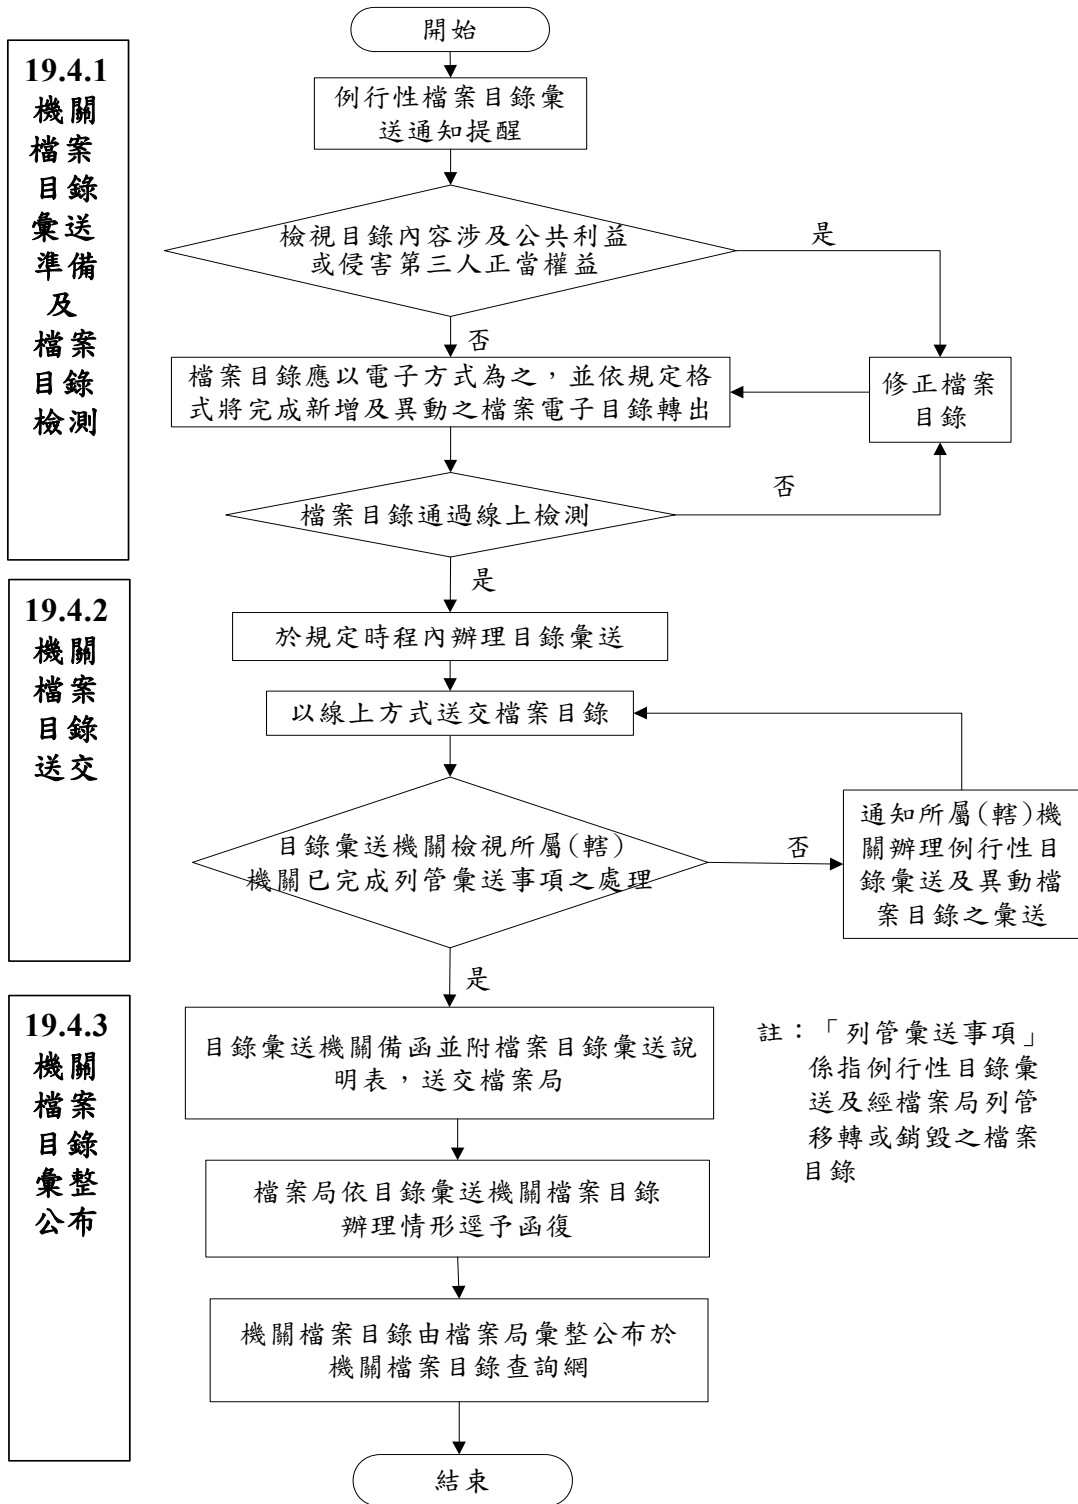 開始
19.4.1
機關
檔案
目錄
彙送
準備
及
檔案
目錄
檢測
例行性檔案目錄彙
送通知提醒
檢視目錄內容涉及公共利益
或侵害第三人正當權益
是
否
檔案目錄應以電子方式為之，並依規定格
式將完成新增及異動之檔案電子目錄轉出
修正檔案
目錄
檔案目錄通過線上檢測
否
是
19.4.2
機關
檔案
目錄
送交
於規定時程內辦理目錄彙送
以線上方式送交檔案目錄
目錄彙送機關檢視所屬(轄)
機關已完成列管彙送事項之處理
否
通知所屬(轄)機
關辦理例行性目
錄彙送及異動檔
案目錄之彙送
是
19.4.3
機關
檔案
目錄
彙整
公布
目錄彙送機關備函並附檔案目錄彙送說
明表，送交檔案局
註：「列管彙送事項」
係指例行性目錄彙
送及經檔案局列管
移轉或銷毀之檔案
目錄
檔案局依目錄彙送機關檔案目錄
辦理情形逕予函復
機關檔案目錄由檔案局彙整公布於
機關檔案目錄查詢網
結束